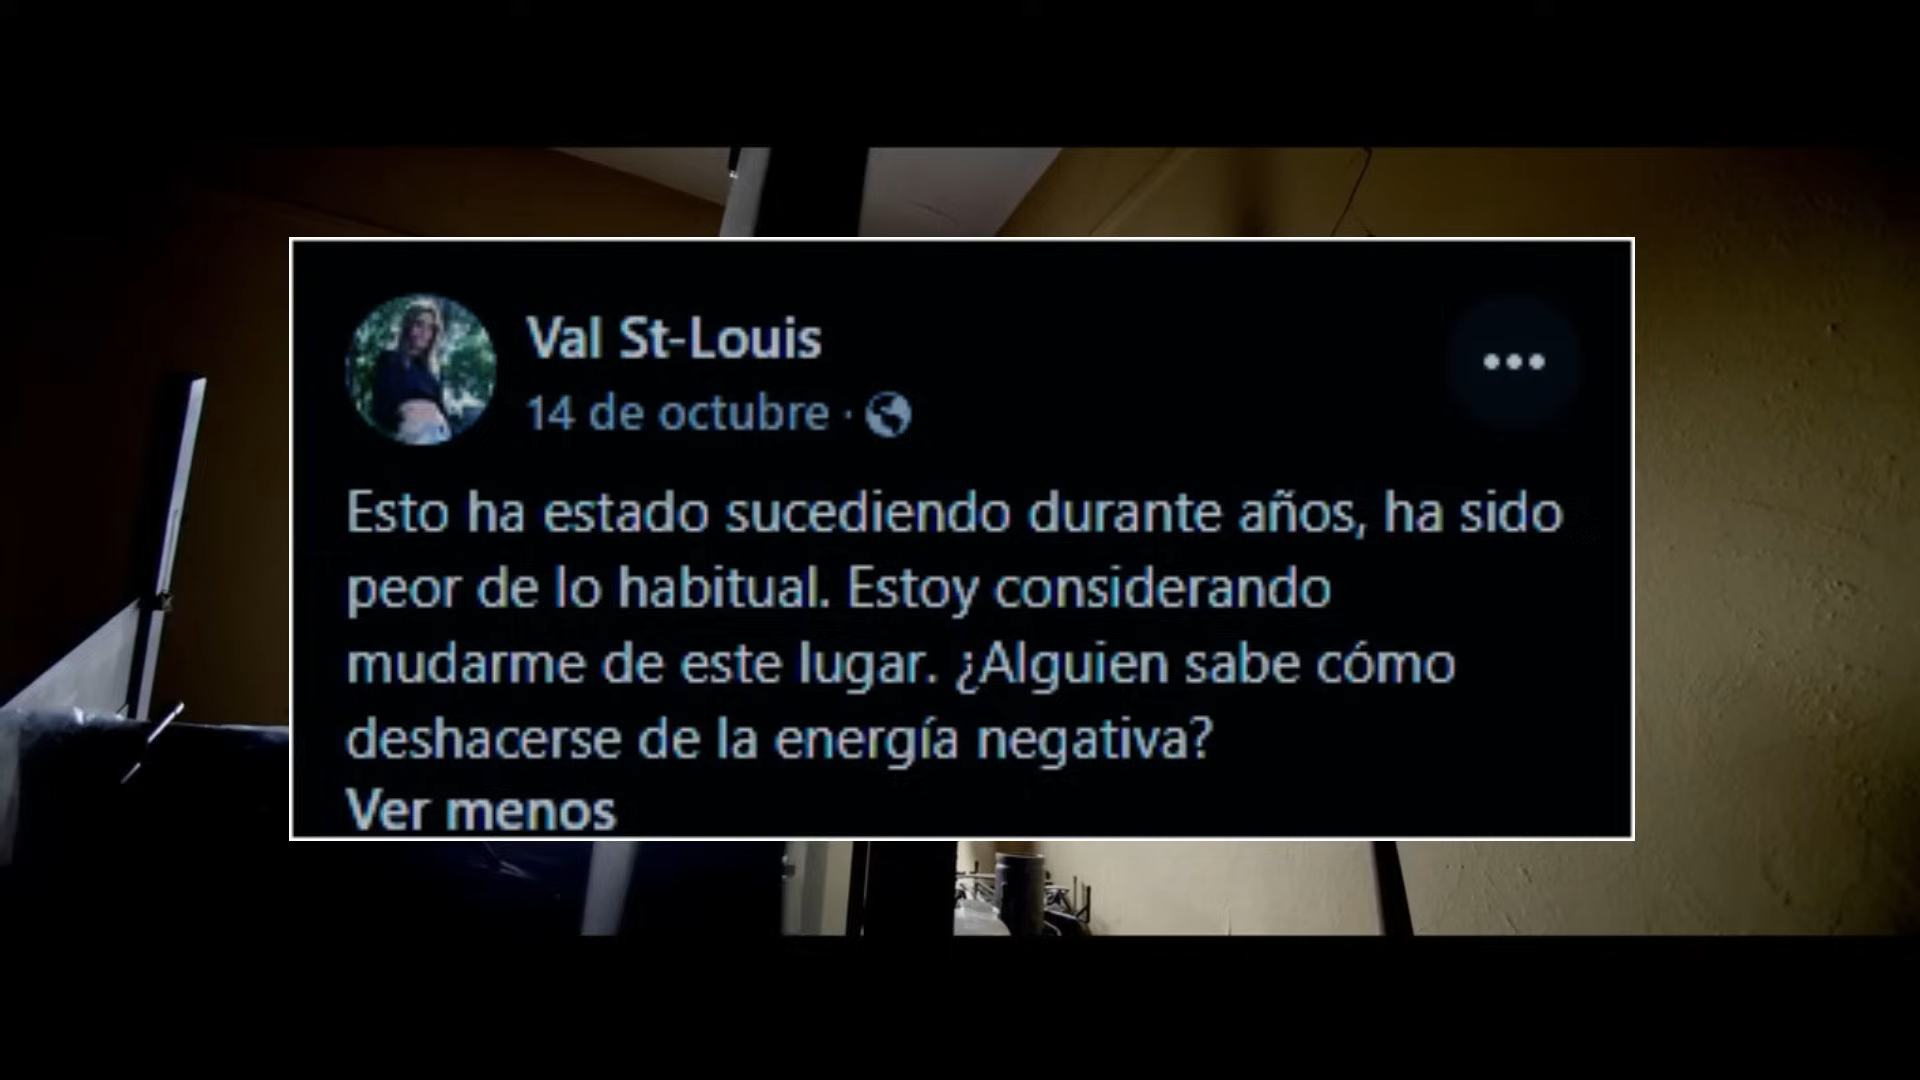 Val St-Louis
14 de octubre ·
Esto ha estado sucediendo durante años, ha sido
peor de lo habitual. Estoy considerando
mudarme de este lugar. ¿Alguien sabe cómo
deshacerse de la energía negativa?
Ver menos